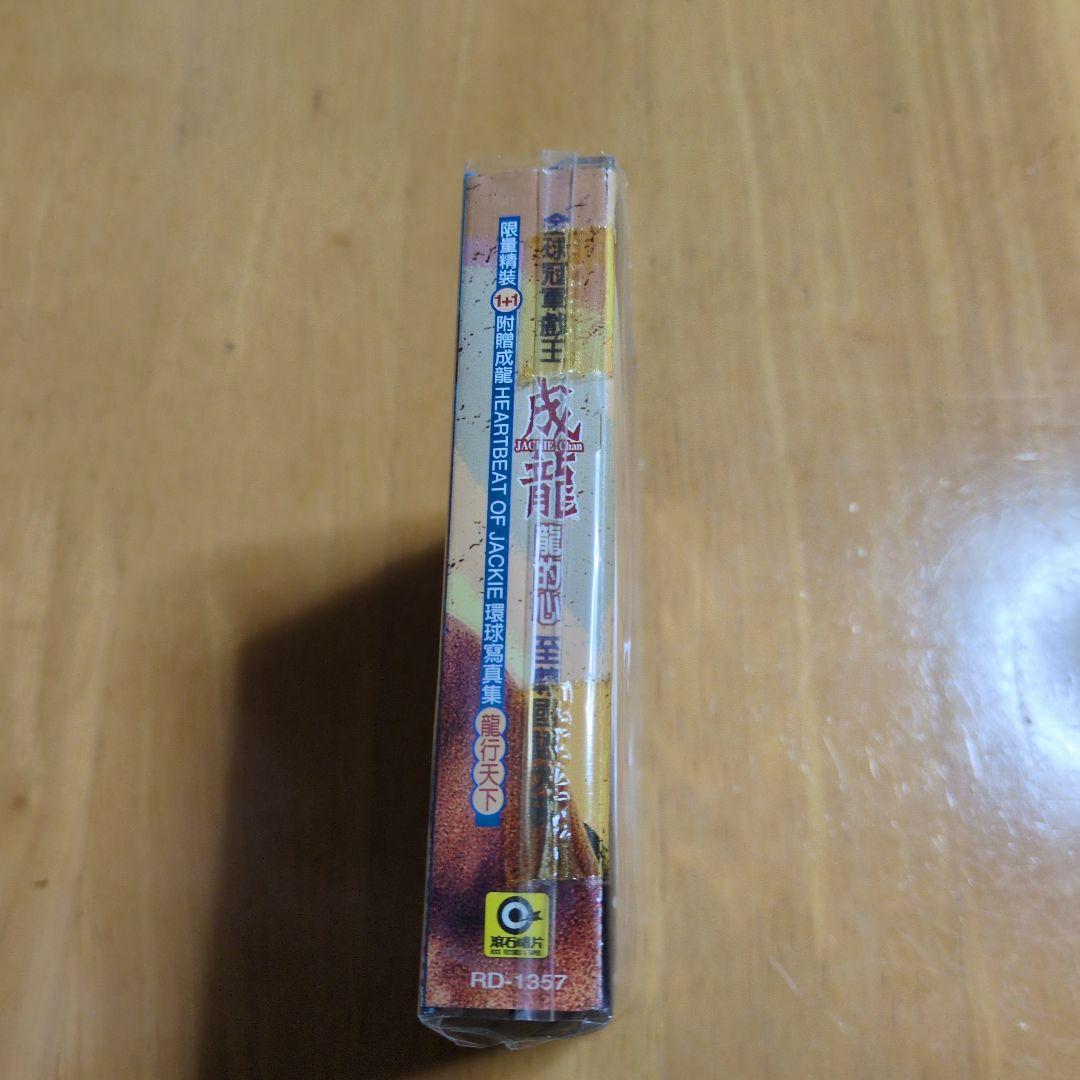 全球冠軍戲王
成龍
JACKIE Chan
龍的心
限量精裝 1+1 附贈成龍 HEARTBEAT OF JACKIE 環球寫真集 龍行天下
滾石唱片
RD-1357